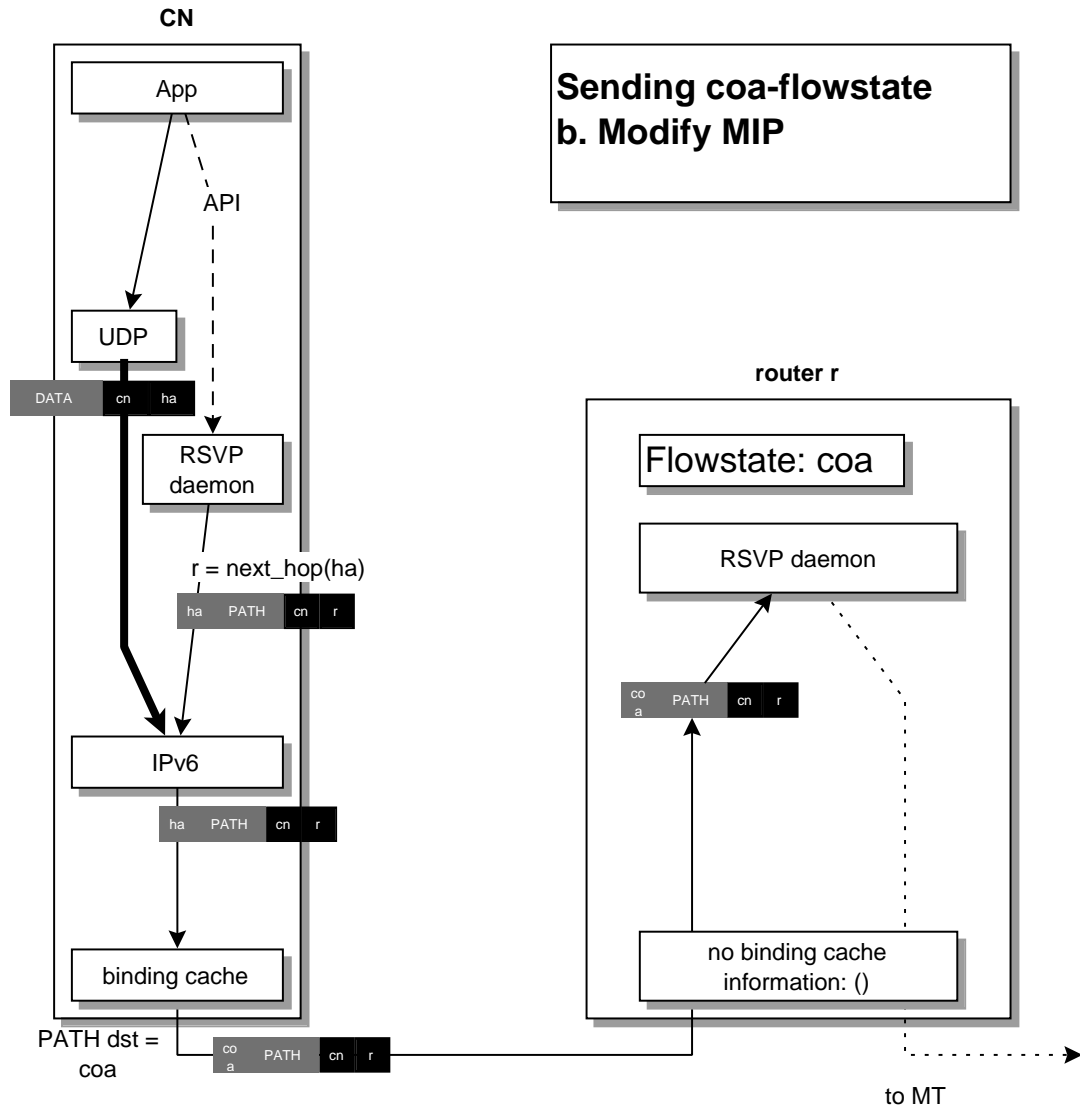 CN
App
Sending coa-flowstate
b. Modify MIP
API
UDP
DATA cn ha
router r
RSVP
daemon
Flowstate: coa
RSVP daemon
r = next_hop(ha)
ha PATH cn r
co
a PATH cn r
IPv6
ha PATH cn r
binding cache
no binding cache
information: ()
PATH dst =
coa
co
a PATH cn r
to MT